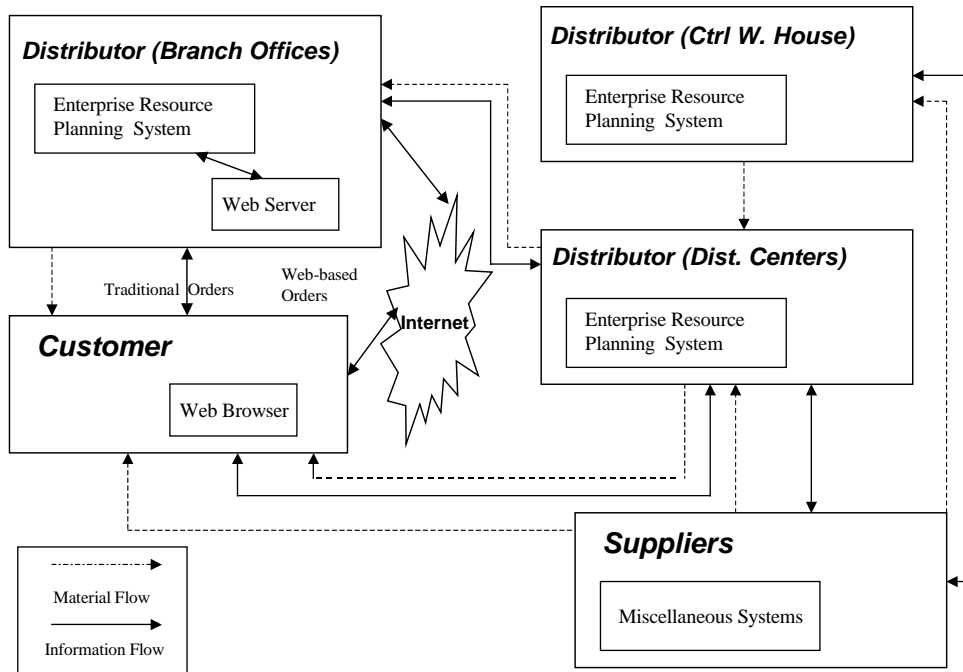 Distributor (Branch Offices)
Enterprise Resource
Planning System
Web Server
Distributor (Ctrl W. House)
Enterprise Resource
Planning System
Distributor (Dist. Centers)
Enterprise Resource
Planning System
Traditional Orders
Web-based
Orders
Internet
Customer
Web Browser
Suppliers
Miscellaneous Systems
Material Flow
Information Flow